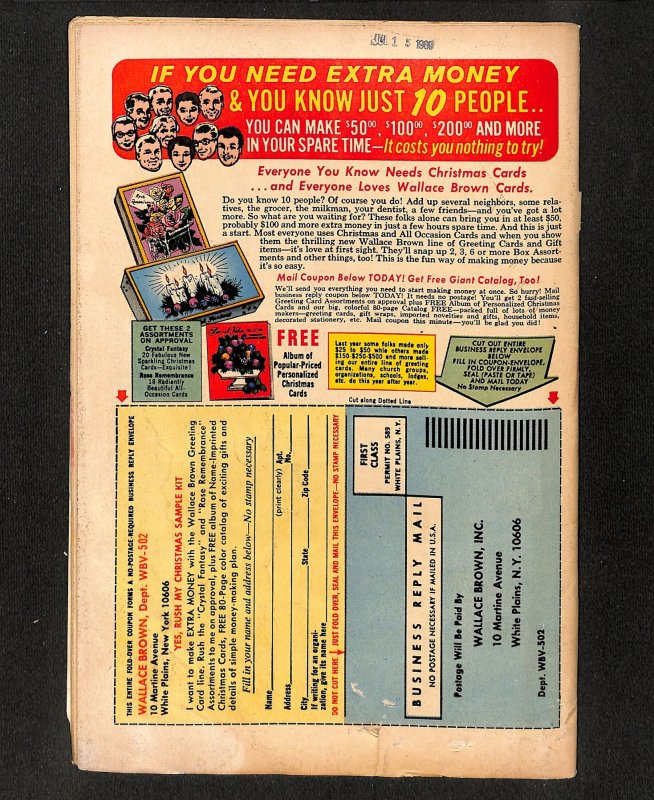 JUL 15 1969
IF YOU NEED EXTRA MONEY
& YOU KNOW JUST 10 PEOPLE..
YOU CAN MAKE $50.00, $100.00, $200.00 AND MORE
IN YOUR SPARE TIME—It costs you nothing to try!
Everyone You Know Needs Christmas Cards
...and Everyone Loves Wallace Brown Cards.
Do you know 10 people? Of course you do! Add up several neighbors, some rela-
tives, the grocer, the milkman, your dentist, a few friends—and you've got a lot
more. So what are you waiting for? These folks alone can bring you in at least $50,
probably $100 and more extra money in just a few hours spare time. And this is just
a start. Most everyone uses Christmas and All Occasion Cards and when you show
them the thrilling new Wallace Brown line of Greeting Cards and Gift
items—it's love at first sight. They'll snap up 2, 3, 6 or more Box Assort-
ments and other things, too! This is the fun way of making money because
it's so easy.
Mail Coupon Below TODAY! Get Free Giant Catalog, Too!
We'll send you everything you need to start making money at once. So hurry! Mail
business reply coupon below TODAY! It needs no postage! You'll get 2 fast-selling
Greeting Card Assortments on approval plus FREE Album of Personalized Christmas
Cards and our big, colorful 80-page Catalog FREE—packed full of lots of money
makers—greeting cards, gift wraps, imported novelties and gifts, household items,
decorated stationery, etc. Mail coupon this minute—you'll be glad you did!
GET THESE 2
ASSORTMENTS
ON APPROVAL
Crystal Fantasy
20 Fabulous New
Sparkling Christmas
Cards—Exquisite!
Rose Remembrance
18 Radiantly
Beautiful All-
Occasion Cards
FREE
Album of
Popular-Priced
Personalized
Christmas
Cards
Last year some folks made only
$25 to $50 while others made
$150-$250-$500 and more sell-
ing our entire line of greeting
cards. Many church groups,
organizations, schools, lodges,
etc. do this year after year.
CUT OUT ENTIRE
BUSINESS REPLY ENVELOPE
BELOW
FILL IN COUPON-ENVELOPE,
FOLD OVER FIRMLY,
SEAL (PASTE OR TAPE)
AND MAIL TODAY
No Stamp Necessary
Cut along Dotted Line
THIS ENTIRE FOLD-OVER COUPON FORMS A NO-POSTAGE-REQUIRED BUSINESS REPLY ENVELOPE
WALLACE BROWN, Dept. WBV-502
10 Martine Avenue
White Plains, New York 10606
YES, RUSH MY CHRISTMAS SAMPLE KIT
I want to make EXTRA MONEY with the Wallace Brown Greeting
Card line. Rush the "Crystal Fantasy" and "Rose Remembrance"
Assortments to me on approval, plus FREE album of Name-Imprinted
Christmas Cards, FREE 80-Page color catalog of exciting gifts and
details of simple money-making plan.
Fill in your name and address below—No stamp necessary
Name
(print clearly)
Apt.
No.
Address
City
State
Zip Code
If writing for an organi-
zation, give its name here
DO NOT CUT HERE JUST FOLD OVER, SEAL AND MAIL THIS ENVELOPE—NO STAMP NECESSARY
FIRST
CLASS
PERMIT NO. 589
WHITE PLAINS, N.Y.
BUSINESS REPLY MAIL
NO POSTAGE NECESSARY IF MAILED IN U.S.A.
Postage Will Be Paid By
WALLACE BROWN, INC.
10 Martine Avenue
White Plains, N.Y. 10606
Dept. WBV-502